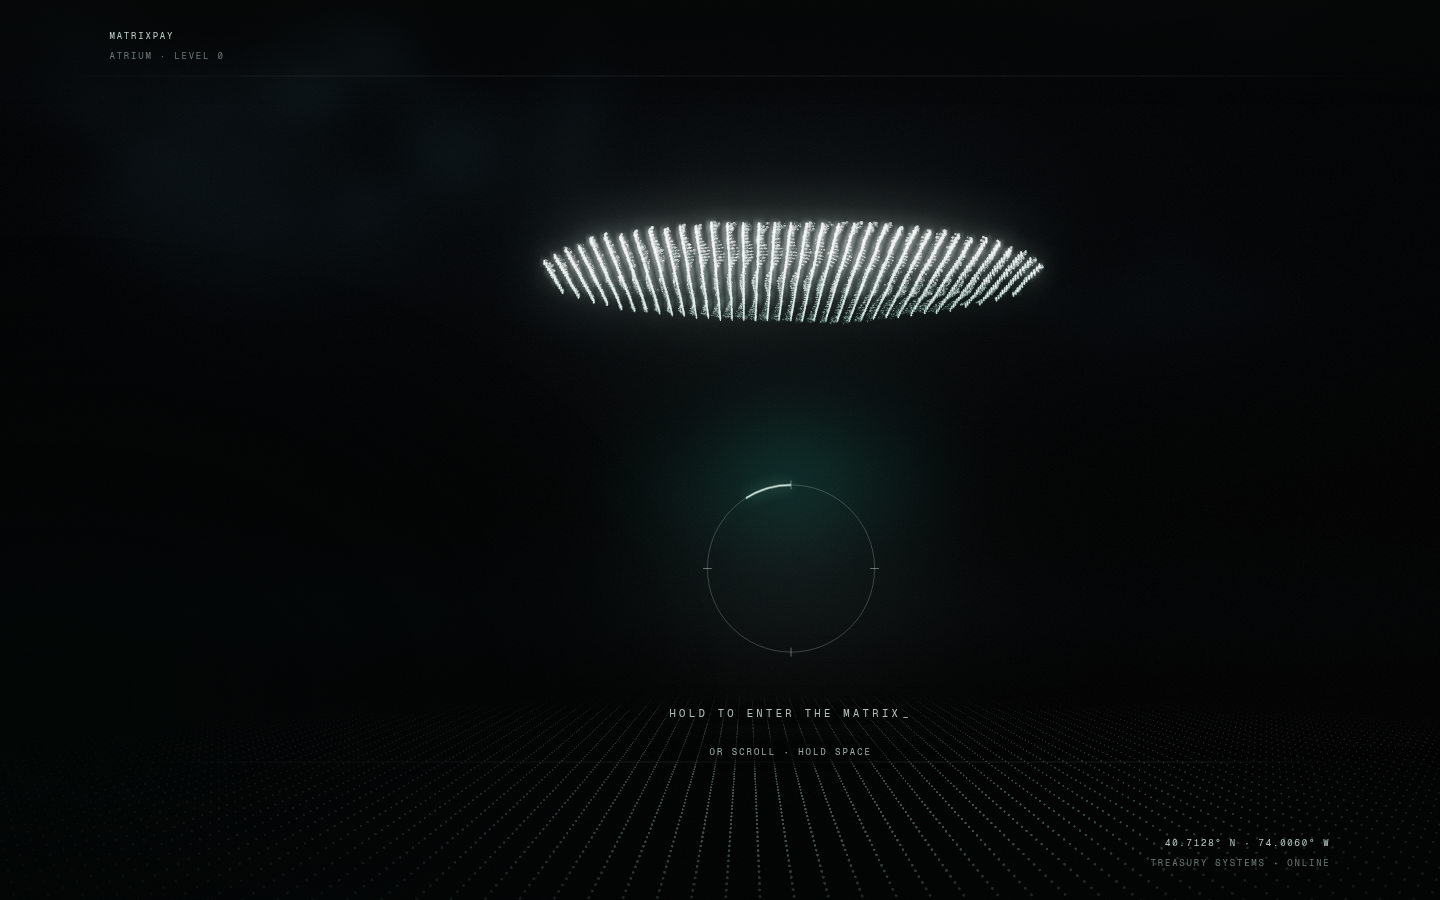 MATRIXPAY
ATRIUM · LEVEL 0
HOLD TO ENTER THE MATRIX_
OR SCROLL · HOLD SPACE
40.7128° N · 74.0060° W
TREASURY SYSTEMS · ONLINE